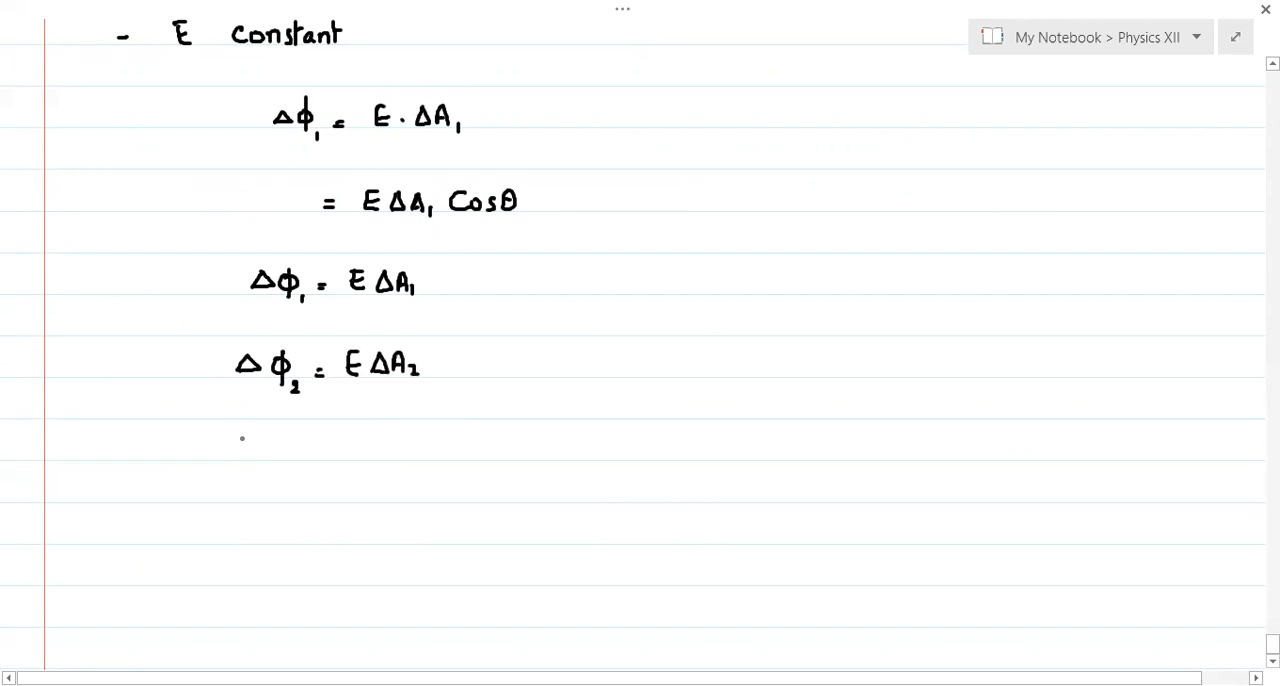 ...
My Notebook > Physics XII
- E constant
Δϕ₁ = E · ΔA₁
= E ΔA₁ Cosθ
Δϕ₁ = E ΔA₁
Δϕ₂ = E ΔA₂